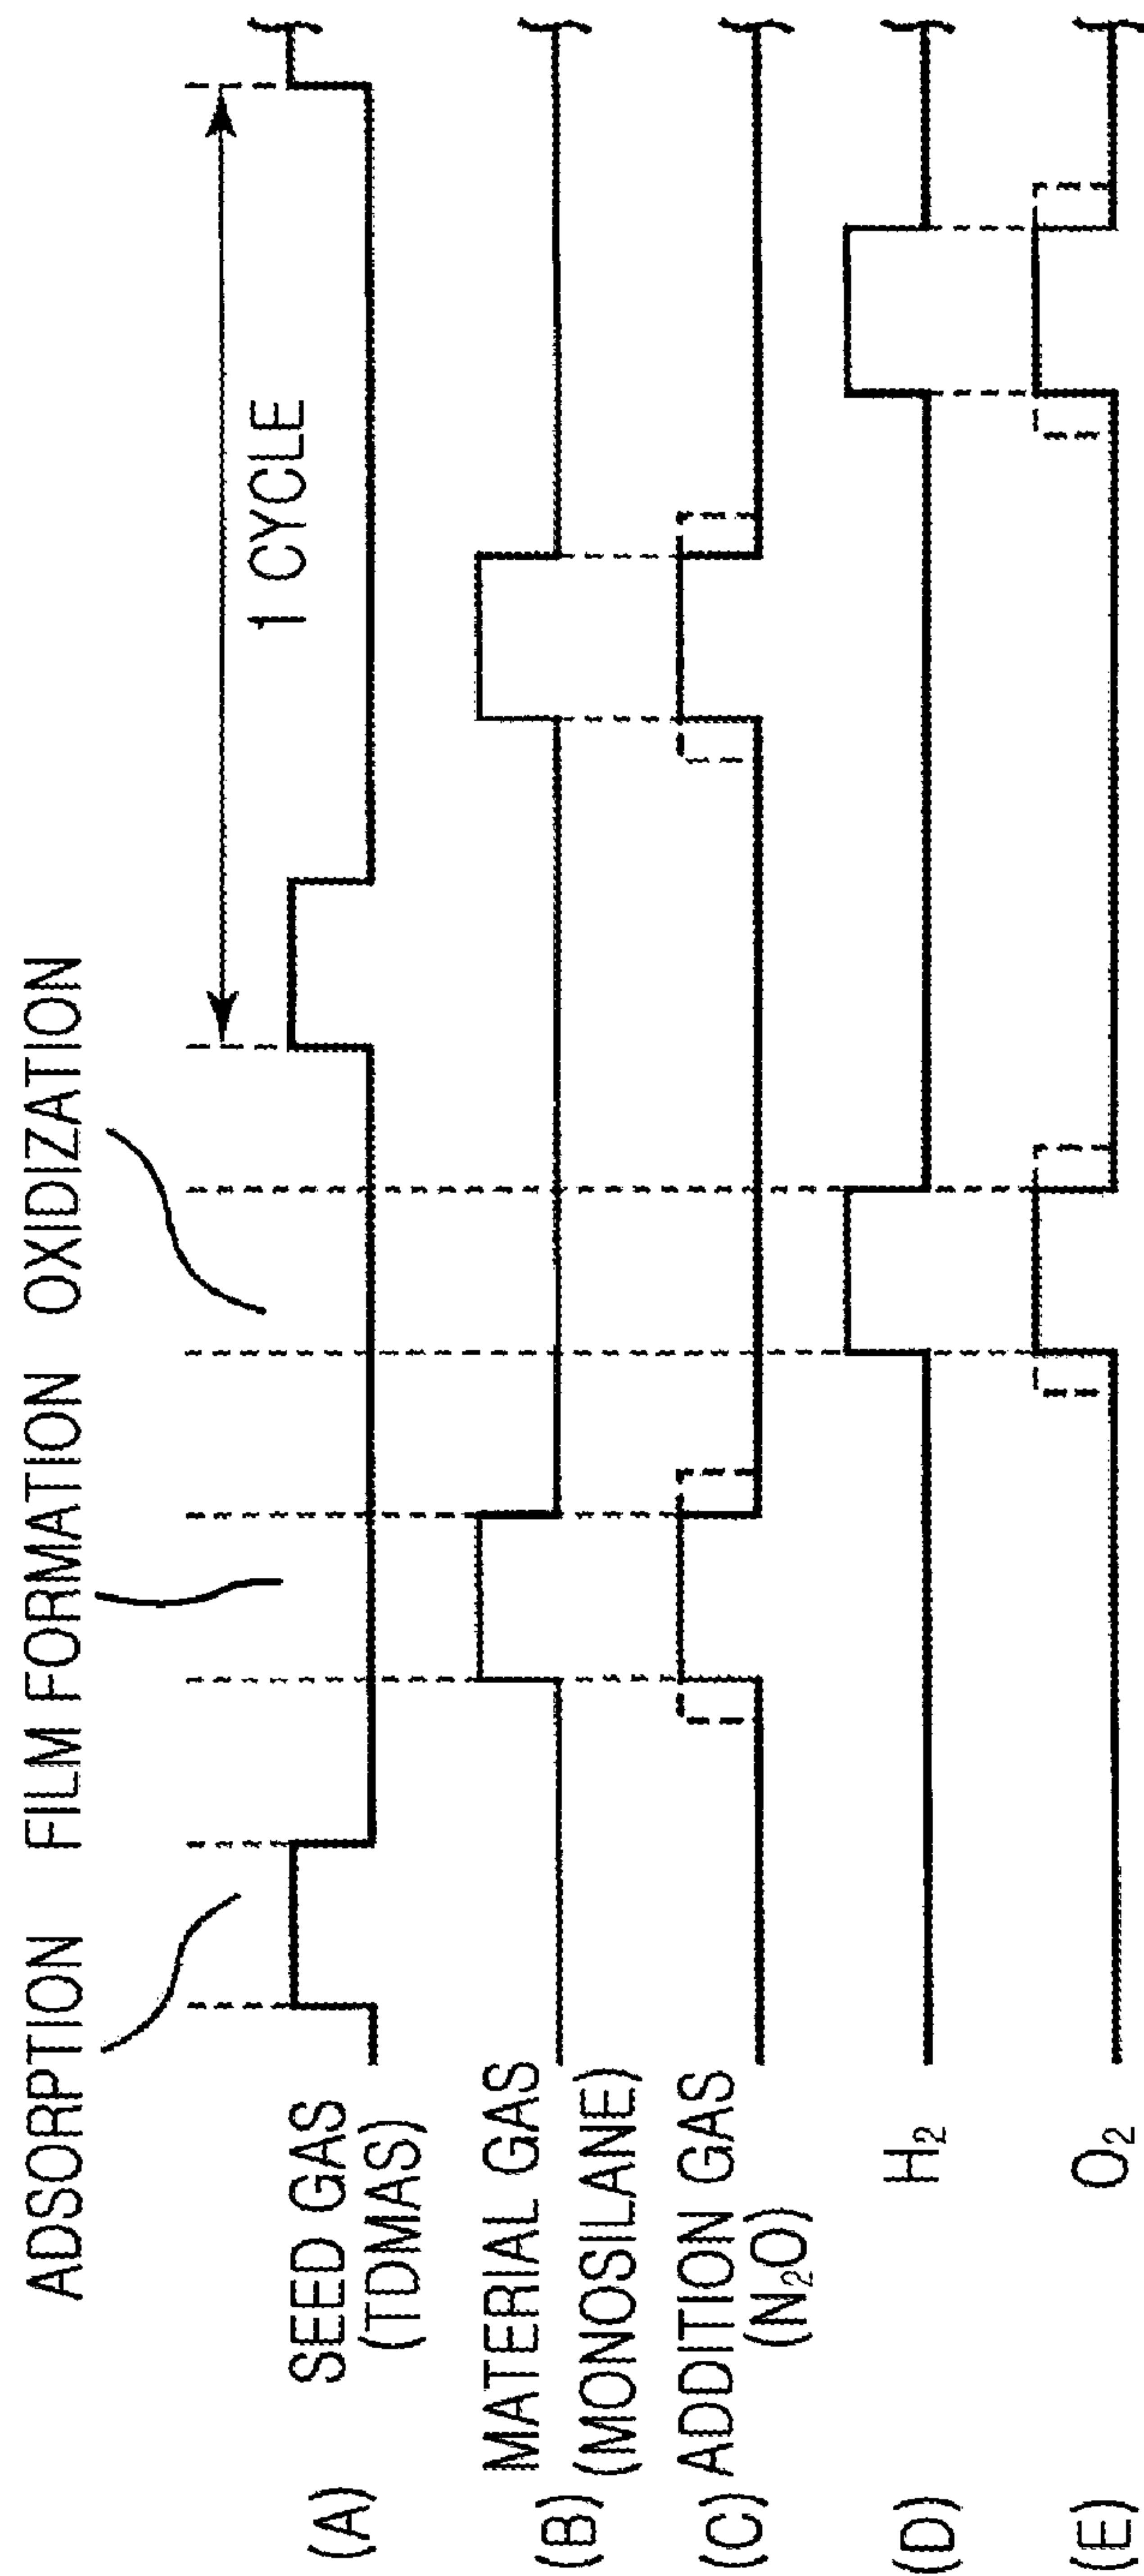 ADSORPTION FILM FORMATION OXIDIZATION
1 CYCLE
(A) SEED GAS
(TDMAS)
(B) MATERIAL GAS
(MONOSILANE)
(C) ADDITION GAS
(N₂O)
(D) H₂
(E) O₂